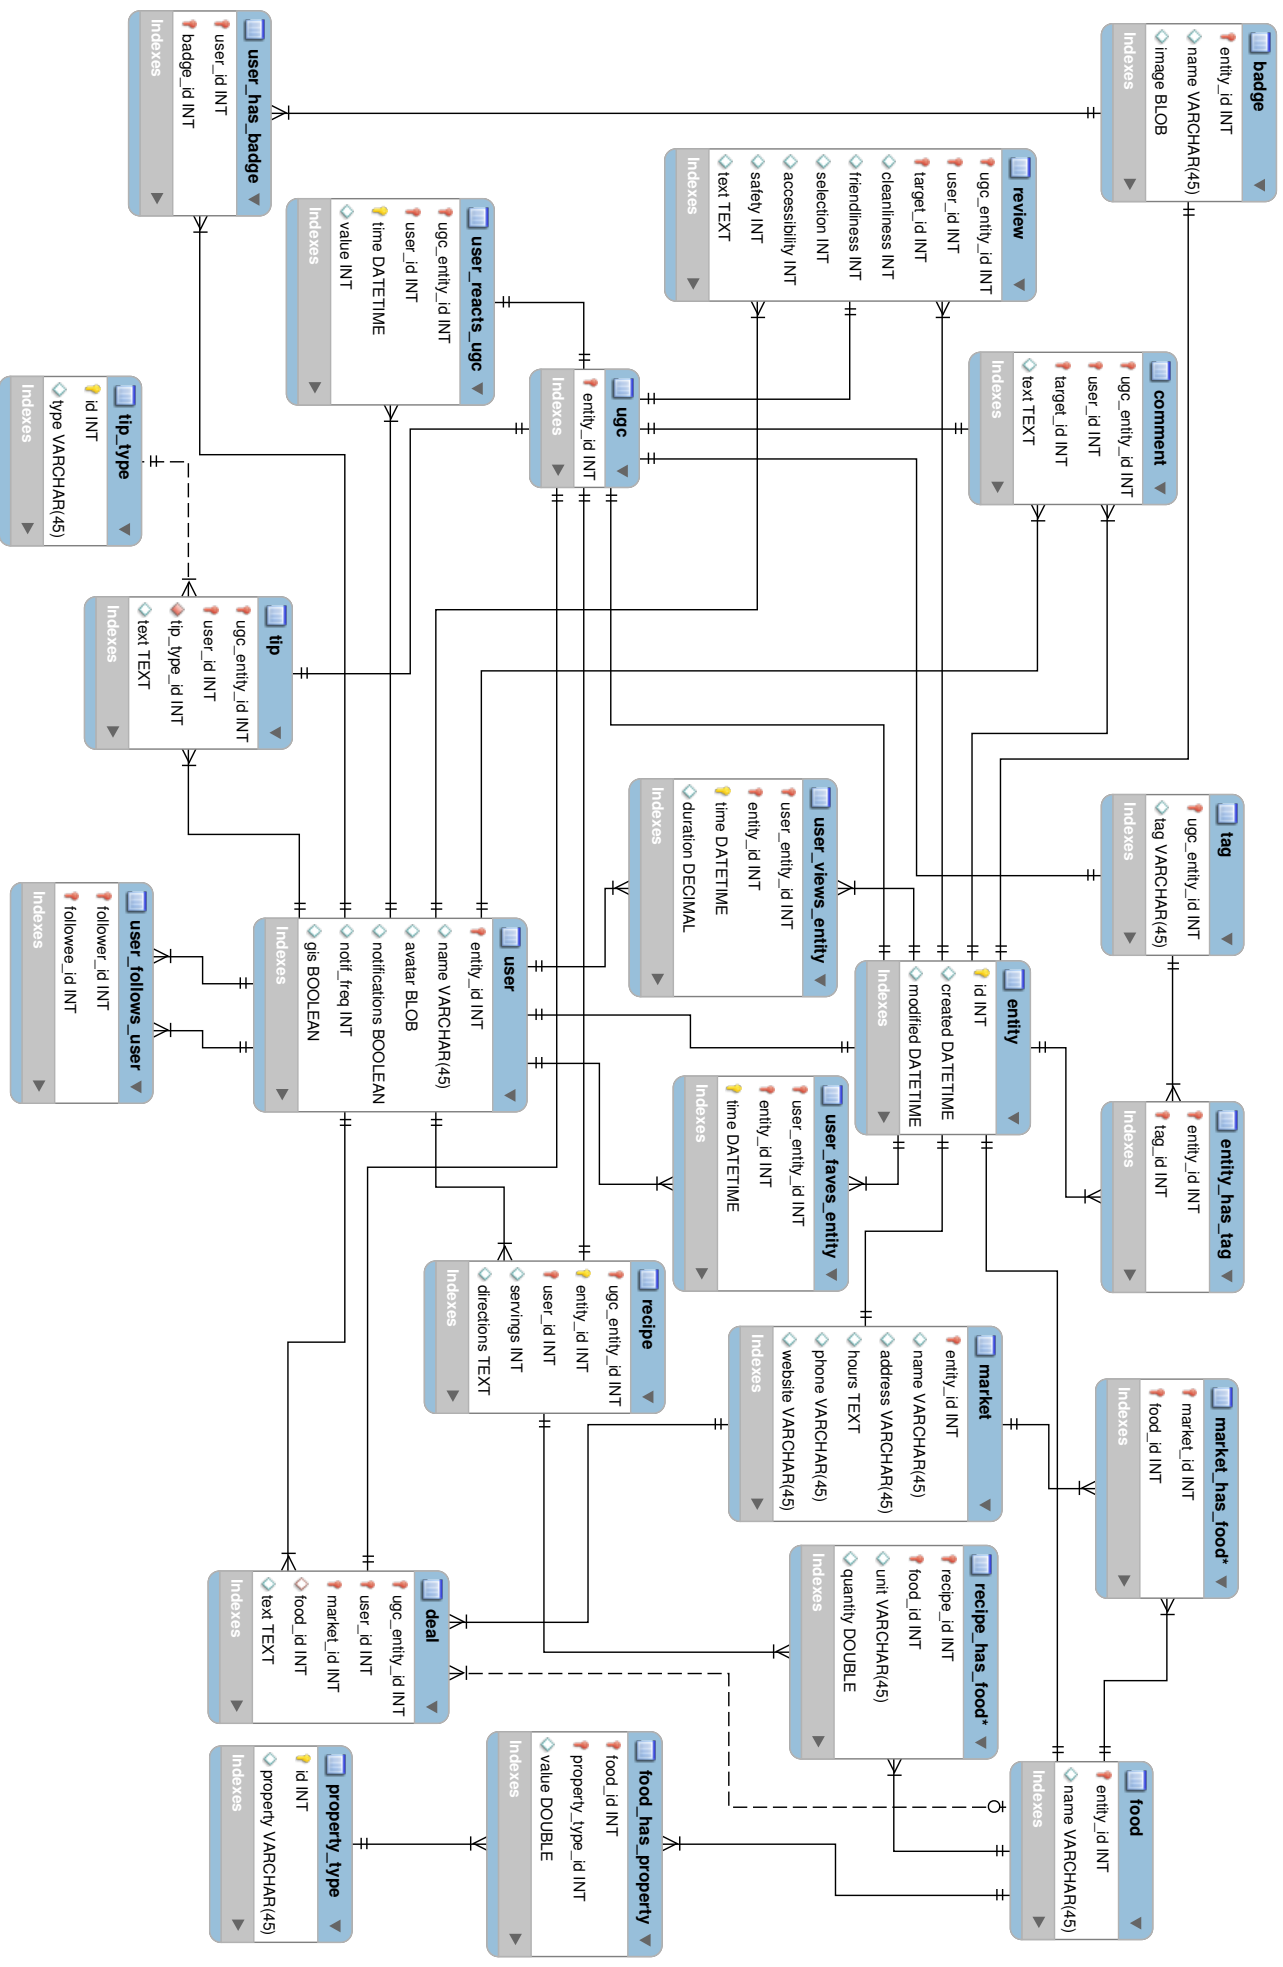 badge
entity_id INT
name VARCHAR(45)
image BLOB
Indexes
tag
ugc_entity_id INT
tag VARCHAR(45)
Indexes
entity_has_tag
entity_id INT
tag_id INT
Indexes
market_has_food*
market_id INT
food_id INT
Indexes
food
entity_id INT
name VARCHAR(45)
Indexes
comment
ugc_entity_id INT
user_id INT
target_id INT
text TEXT
Indexes
review
ugc_entity_id INT
user_id INT
target_id INT
cleanliness INT
friendliness INT
selection INT
accessibility INT
safety INT
text TEXT
Indexes
entity
id INT
created DATETIME
modified DATETIME
Indexes
market
entity_id INT
name VARCHAR(45)
address VARCHAR(45)
hours TEXT
phone VARCHAR(45)
website VARCHAR(45)
Indexes
recipe_has_food*
recipe_id INT
food_id INT
unit VARCHAR(45)
quantity DOUBLE
Indexes
user_views_entity
user_entity_id INT
entity_id INT
time DATETIME
duration DECIMAL
Indexes
user_faves_entity
user_entity_id INT
entity_id INT
time DATETIME
Indexes
ugc
entity_id INT
Indexes
recipe
ugc_entity_id INT
entity_id INT
user_id INT
servings INT
directions TEXT
Indexes
food_has_property
food_id INT
property_type_id INT
value DOUBLE
Indexes
user_reacts_ugc
ugc_entity_id INT
user_id INT
time DATETIME
value INT
Indexes
user
entity_id INT
name VARCHAR(45)
avatar BLOB
notifications BOOLEAN
notif_freq INT
gis BOOLEAN
Indexes
deal
ugc_entity_id INT
user_id INT
market_id INT
food_id INT
text TEXT
Indexes
property_type
id INT
property VARCHAR(45)
Indexes
user_has_badge
user_id INT
badge_id INT
Indexes
tip
ugc_entity_id INT
user_id INT
tip_type_id INT
text TEXT
Indexes
tip_type
id INT
type VARCHAR(45)
Indexes
user_follows_user
follower_id INT
followee_id INT
Indexes